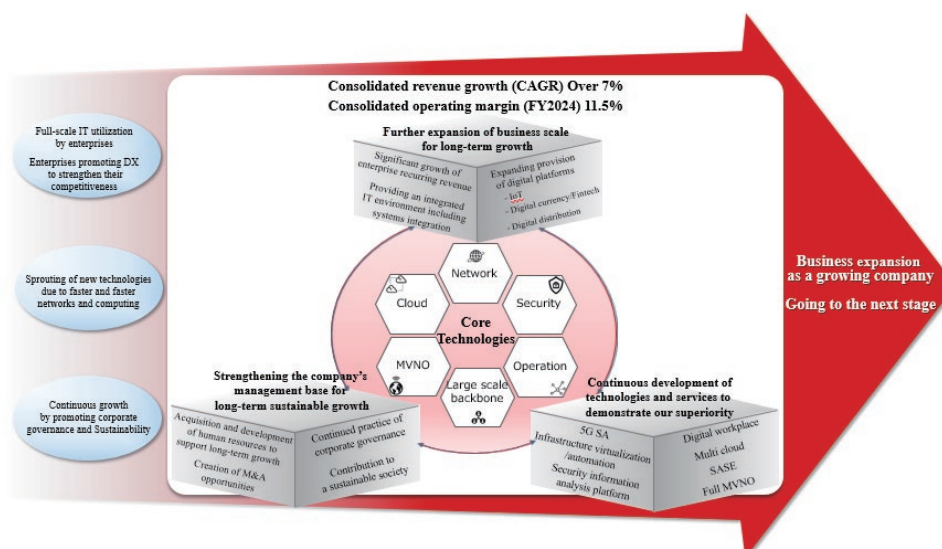 Consolidated revenue growth (CAGR) Over 7%
Consolidated operating margin (FY2024) 11.5%
Full-scale IT utilization
by enterprises
Enterprises promoting DX
to strengthen their
competitiveness
Sprouting of new technologies
due to faster and faster
networks and computing
Continuous growth
by promoting corporate
governance and Sustainability
Further expansion of business scale
for long-term growth
Significant growth of
enterprise recurring revenue
Providing an integrated
IT environment including
systems integration
Expanding provision
of digital platforms
- IoT
- Digital currency/Fintech
- Digital distribution
Network
Cloud
Security
Core
Technologies
MVNO
Operation
Large scale
backbone
Strengthening the company's
management base for
long-term sustainable growth
Acquisition and development
of human resources to
support long-term growth
Creation of M&A
opportunities
Continued practice of
corporate governance
Contribution to
a sustainable society
Continuous development of
technologies and services to
demonstrate our superiority
5G SA
Infrastructure virtualization
/automation
Security information
analysis platform
Digital workplace
Multi cloud
SASE
Full MVNO
Business expansion
as a growing company
Going to the next stage